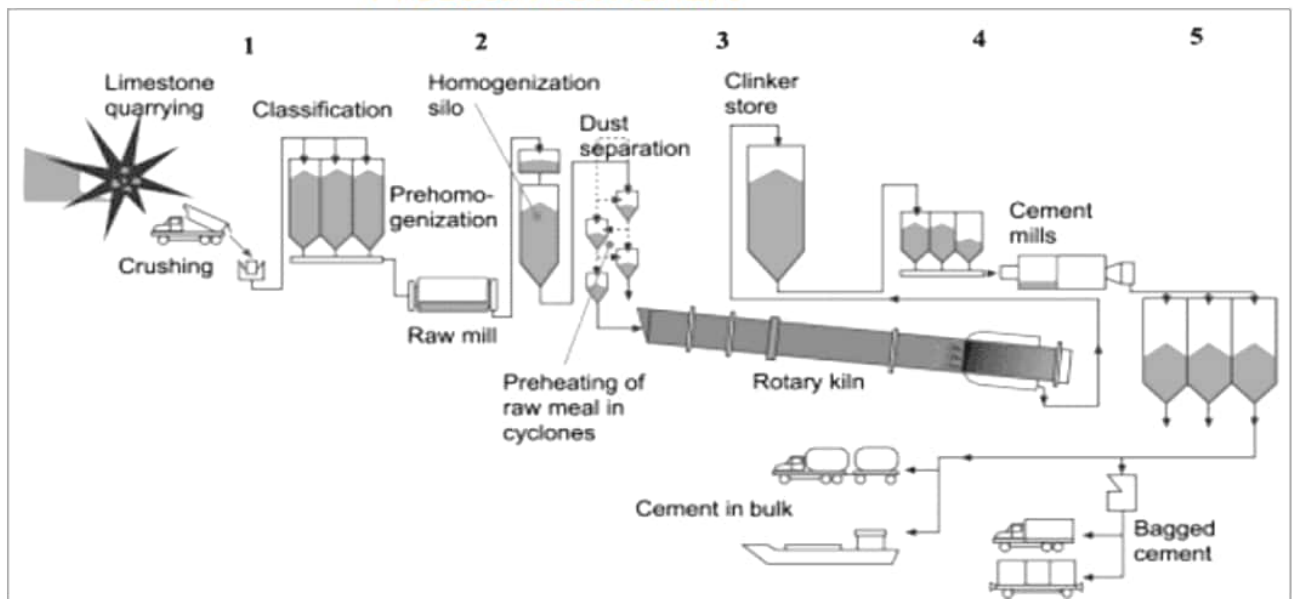 1
2
3
4
5
Limestone
quarrying
Classification
Homogenization
silo
Dust
separation
Clinker
store
Prehomo-
genization
Cement
mills
Crushing
Raw mill
Preheating of
raw meal in
cyclones
Rotary kiln
Cement in bulk
Bagged
cement